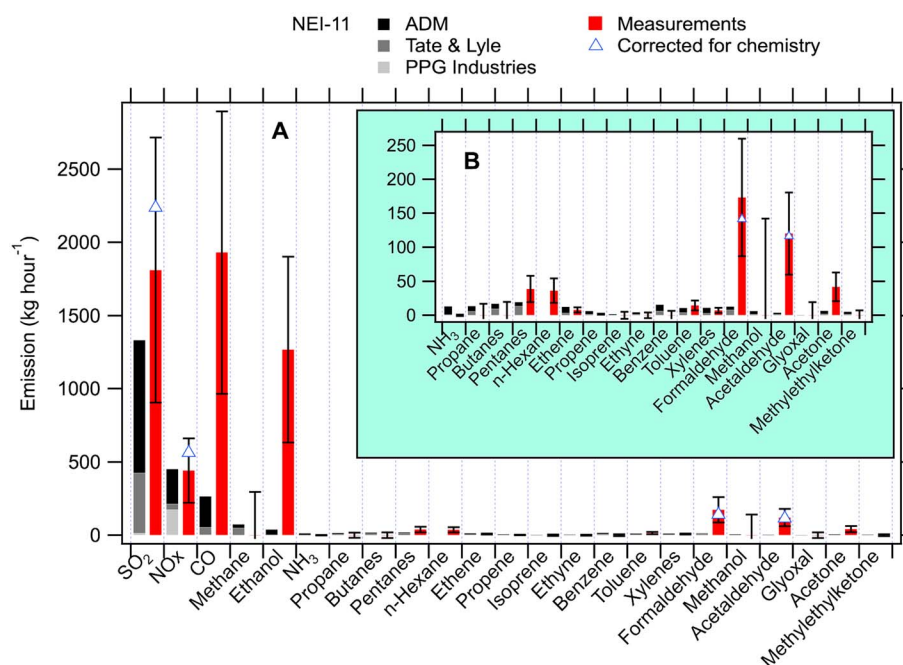 NEI-11
ADM
Tate & Lyle
PPG Industries
Measurements
Corrected for chemistry
A
Emission (kg hour⁻¹)
2500
2000
1500
1000
500
0
SO₂
NOx
CO
Methane
Ethanol
NH₃
Propane
Butanes
Pentanes
n-Hexane
Ethene
Propene
Isoprene
Ethyne
Benzene
Toluene
Xylenes
Formaldehyde
Methanol
Acetaldehyde
Glyoxal
Acetone
Methylethylketone
B
250
200
150
100
50
0
NH₃
Propane
Butanes
Pentanes
n-Hexane
Ethene
Propene
Isoprene
Ethyne
Benzene
Toluene
Xylenes
Formaldehyde
Methanol
Acetaldehyde
Glyoxal
Acetone
Methylethylketone